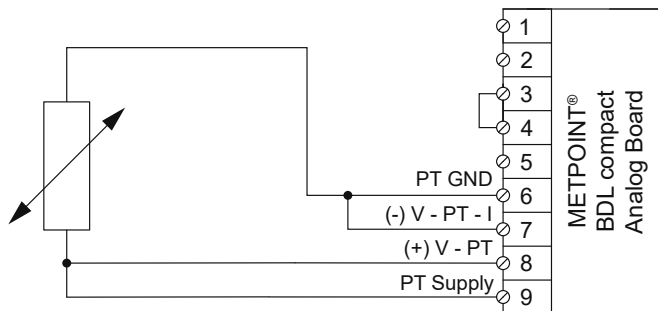 1
2
3
4
5
PT GND 6
(-) V - PT - I 7
(+) V - PT 8
PT Supply 9
METPOINT®
BDL compact
Analog Board